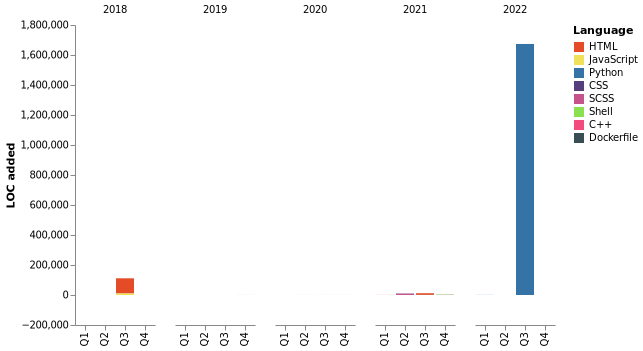 2018 2019 2020 2021 2022
1,800,000
1,600,000
1,400,000
1,200,000
1,000,000
800,000
600,000
400,000
200,000
0
−200,000
LOC added
Q1 Q2 Q3 Q4 Q1 Q2 Q3 Q4 Q1 Q2 Q3 Q4 Q1 Q2 Q3 Q4 Q1 Q2 Q3 Q4
Language
HTML
JavaScript
Python
CSS
SCSS
Shell
C++
Dockerfile